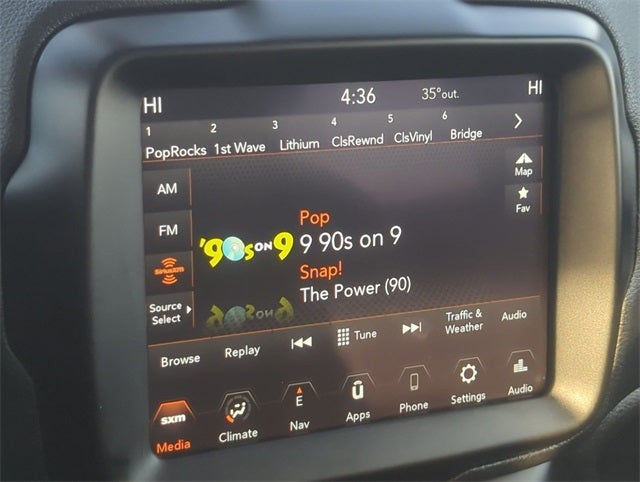 HI 4:36 35°out. HI
1 2 3 4 5 6
PopRocks 1st Wave Lithium ClsRewnd ClsVinyl Bridge
AM
Map
FM
Fav
Pop
'90s ON 9
9 90s on 9
SiriusXM
Snap!
The Power (90)
Source
Select
Browse Replay Tune Traffic &
Weather Audio
sxm
Media Climate E
Nav Apps Phone Settings Audio